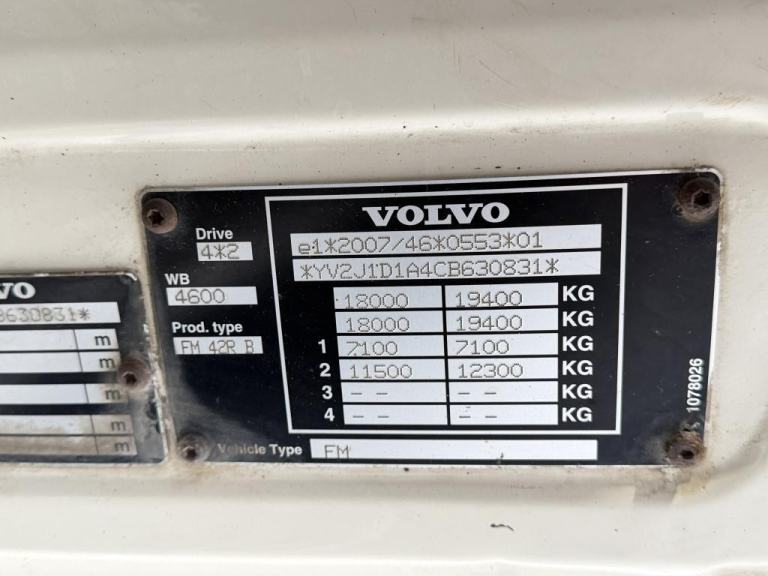 VOLVO
Drive
4*2
e1*2007/46*0553*01
*YV2J1D1A4CB630831*
WB
4600
18000 19400 KG
18000 19400
Prod. type
FM 42R B
1 7100 7100 KG
2 11500 12300 KG
3 -- -- KG
4 -- -- KG
Vehicle Type FM
1078026
VO
B630831*
m
m
m
m
m